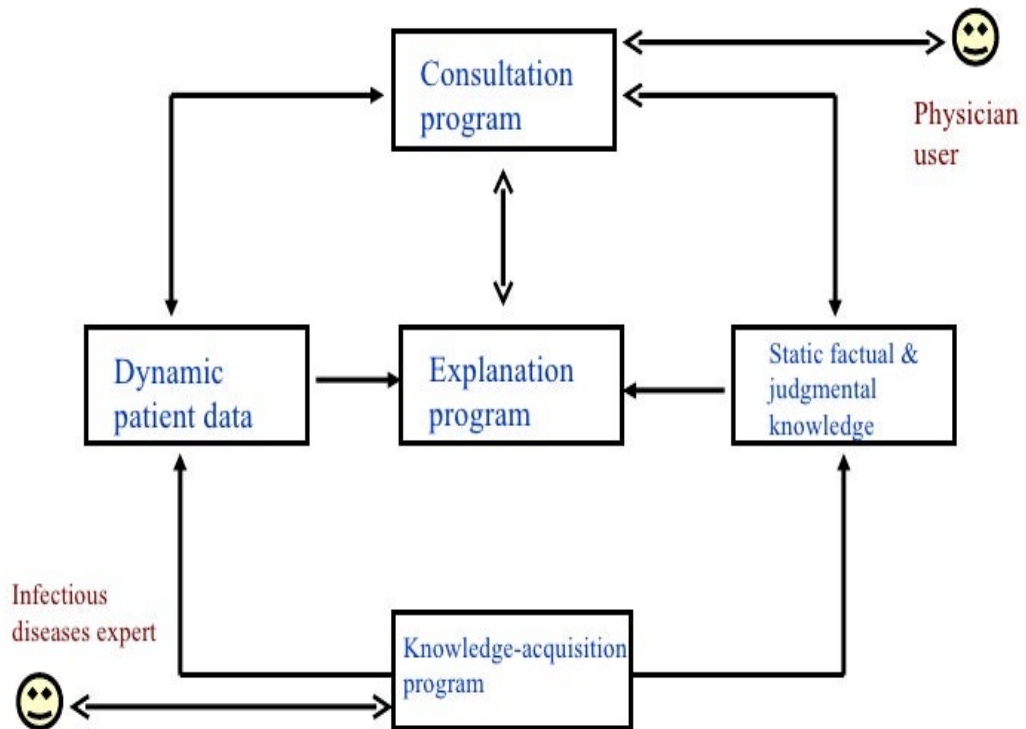 Consultation
program
Physician
user
Dynamic
patient data
Explanation
program
Static factual &
judgmental
knowledge
Infectious
diseases expert
Knowledge-acquisition
program